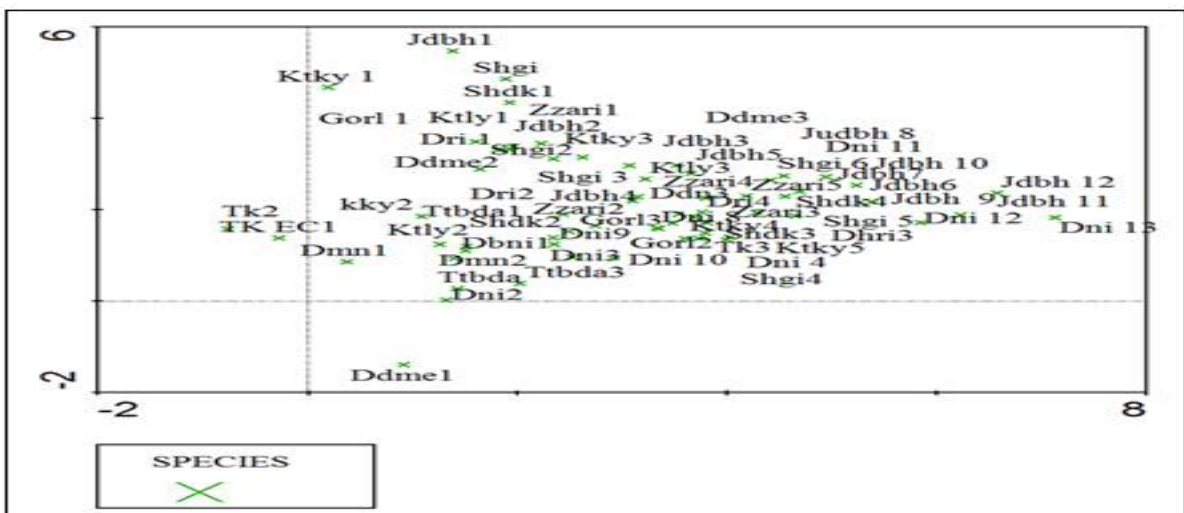 6
Jdbh1
Shgi
Ktky 1
Shdk1
Zzari1
Gorl 1 Ktly1 Ddme3
Jdbh2 Judbh 8
Dri 1 Ktky3 Jdbh3 Dni 11
Shgi2 Jdbh5
Ddme2 Ktly3 Shgi 6 Jdbh 10
Shgi 3 Zzari4 Jdbh7
Zzari5 Jdbh6 Jdbh 12
Dri2 Jdbh4 Ddn3 Drl4 Shdk4 Jdbh 9 Jdbh 11
kky2 Ttbda1 Zzari2 Zzari3
Tk2 Shdk2 Gorl3 Dni 8 Shgi 5 Dni 12 Dni 13
TK EC1 Ktly2 Dni9 Ktky4 Shdk3 Dhri3
Dbni1 Gorl2 Tk3 Ktky5
Dmn1 Dmn2 Dni3 Dni 10 Dni 4
Ttbda Ttbda3 Shgi4
Dni2
Ddme1
-2
-2 8
SPECIES